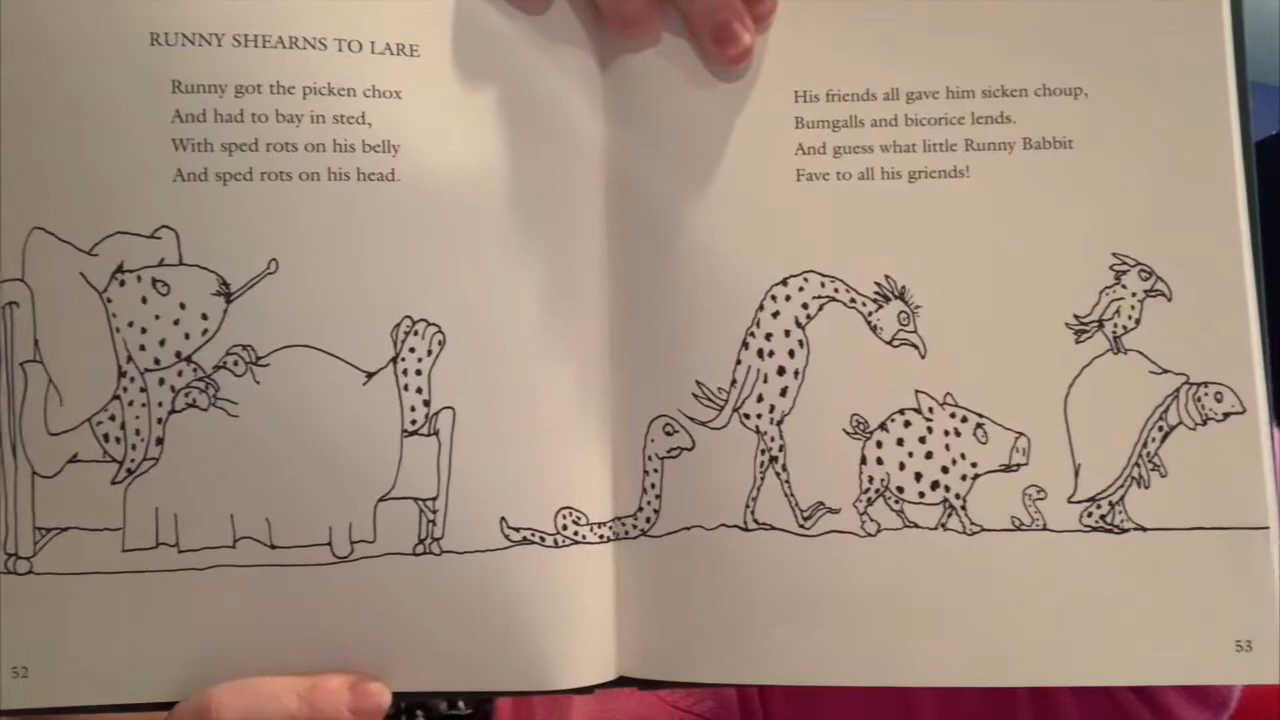 RUNNY SHEARNS TO LARE
Runny got the picken chox
And had to bay in sted,
With sped rots on his belly
And sped rots on his head.
52
His friends all gave him sicken choup,
Bumgalls and bicorice lends.
And guess what little Runny Babbit
Fave to all his griends!
53